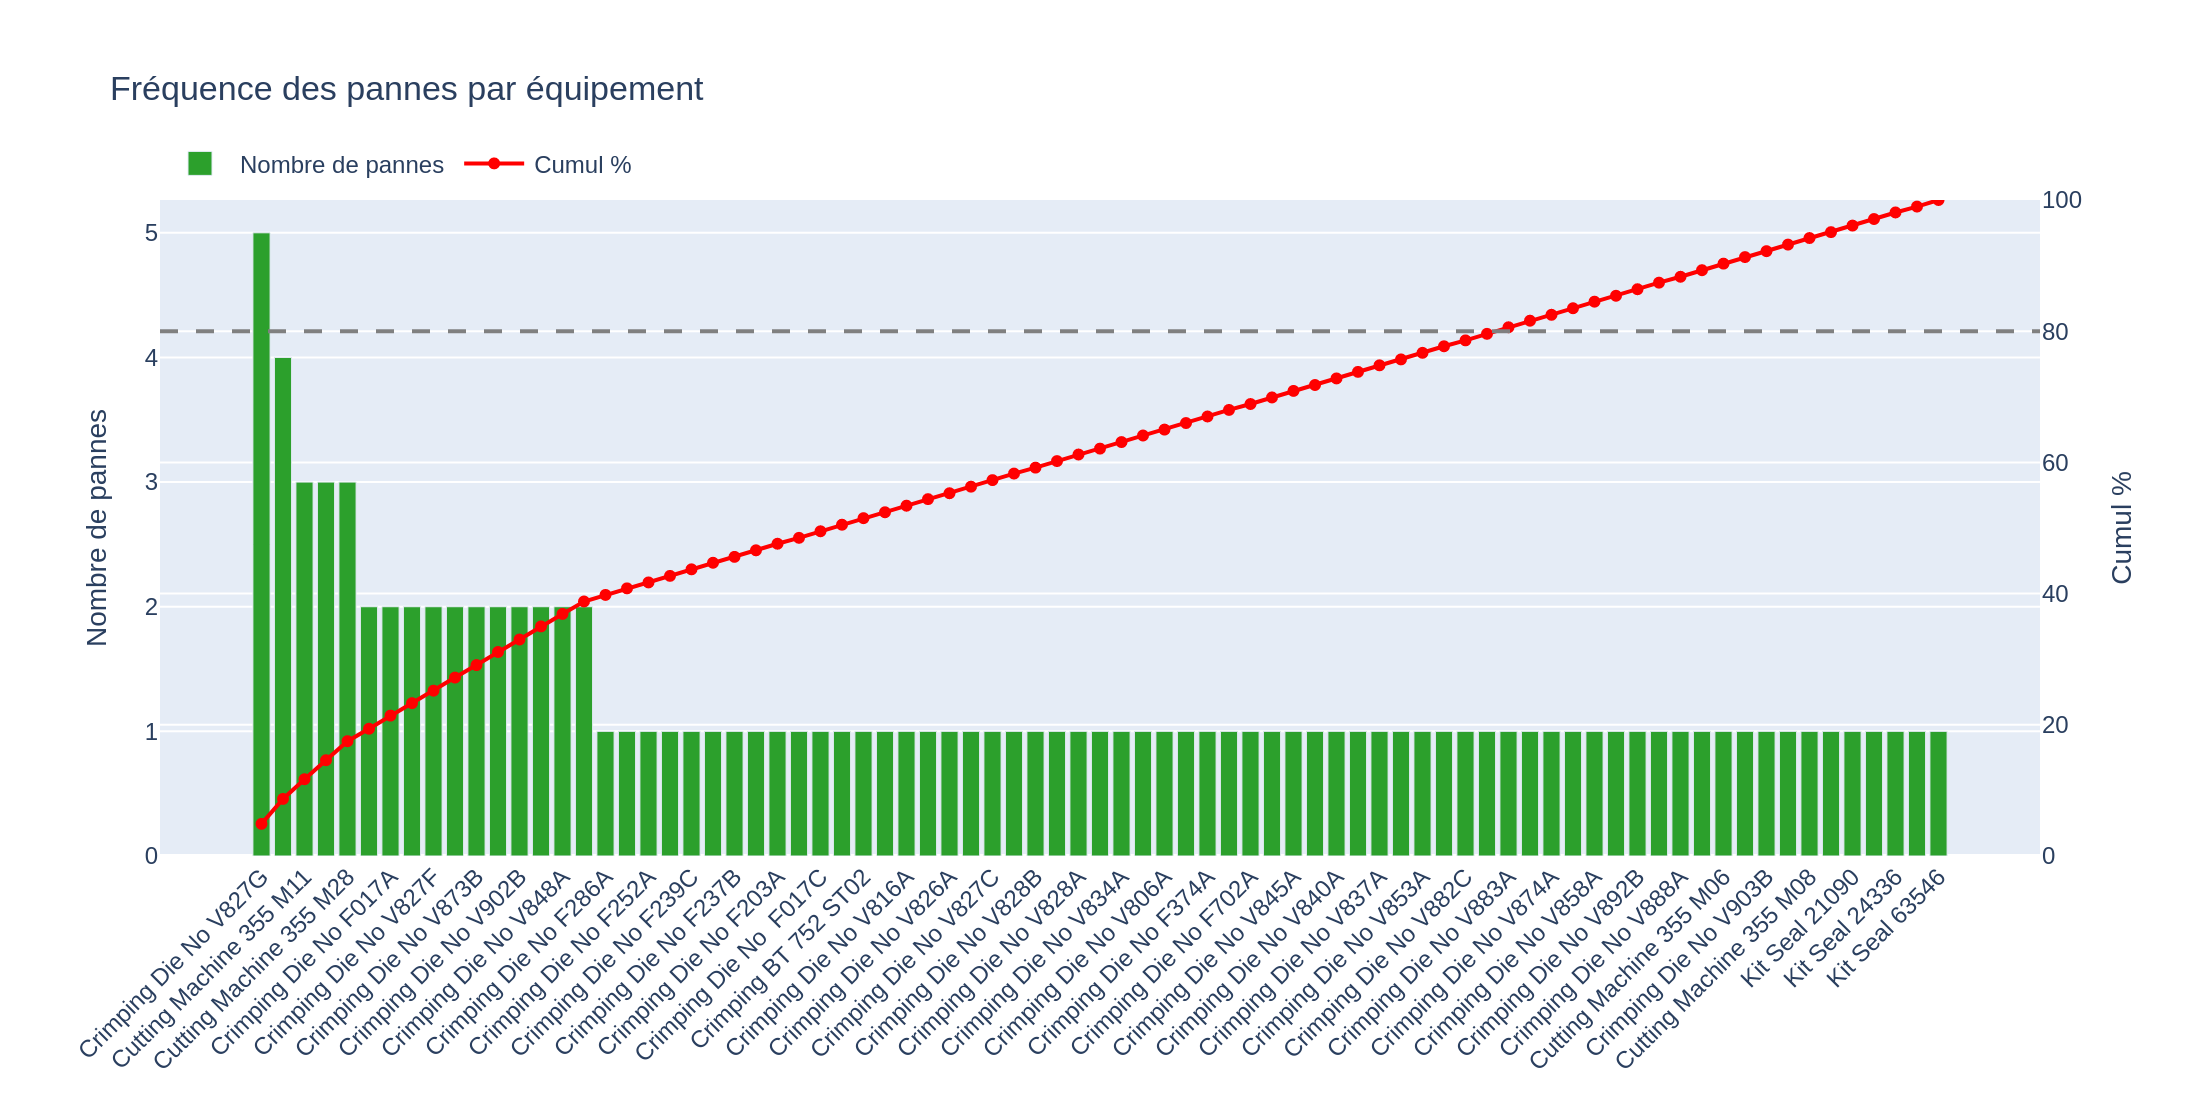 Fréquence des pannes par équipement
Nombre de pannes
Cumul %
5
4
3
2
1
0
Nombre de pannes
100
80
60
40
20
0
Cumul %
Crimping Die No V827G
Cutting Machine 355 M11
Cutting Machine 355 M28
Crimping Die No F017A
Crimping Die No V827F
Crimping Die No V873B
Crimping Die No V902B
Crimping Die No V848A
Crimping Die No F286A
Crimping Die No F252A
Crimping Die No F239C
Crimping Die No F237B
Crimping Die No F203A
Crimping Die No  F017C
Crimping BT 752 ST02
Crimping Die No V816A
Crimping Die No V826A
Crimping Die No V827C
Crimping Die No V828B
Crimping Die No V828A
Crimping Die No V834A
Crimping Die No V806A
Crimping Die No F374A
Crimping Die No F702A
Crimping Die No V845A
Crimping Die No V840A
Crimping Die No V837A
Crimping Die No V853A
Crimping Die No V882C
Crimping Die No V883A
Crimping Die No V874A
Crimping Die No V858A
Crimping Die No V892B
Crimping Die No V888A
Cutting Machine 355 M06
Crimping Die No V903B
Cutting Machine 355 M08
Kit Seal 21090
Kit Seal 24336
Kit Seal 63546